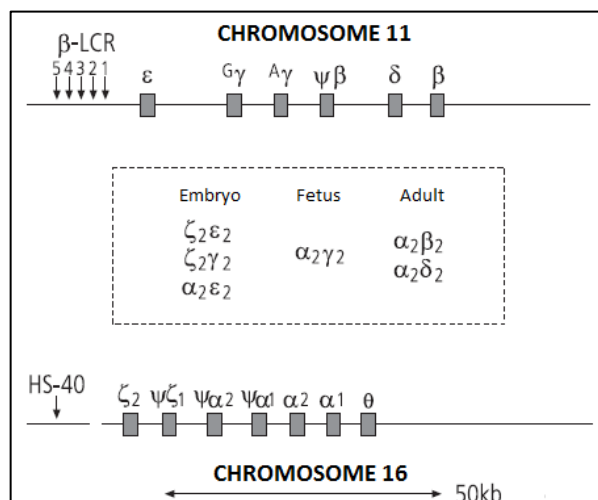 CHROMOSOME 11
β-LCR
5 4 3 2 1
ε Gγ Aγ ψβ δ β
Embryo Fetus Adult
ζ2ε2
ζ2γ2 α2γ2 α2β2
α2ε2 α2δ2
HS-40
ζ2 ψζ1 ψα2 ψα1 α2 α1 θ
CHROMOSOME 16 50kb